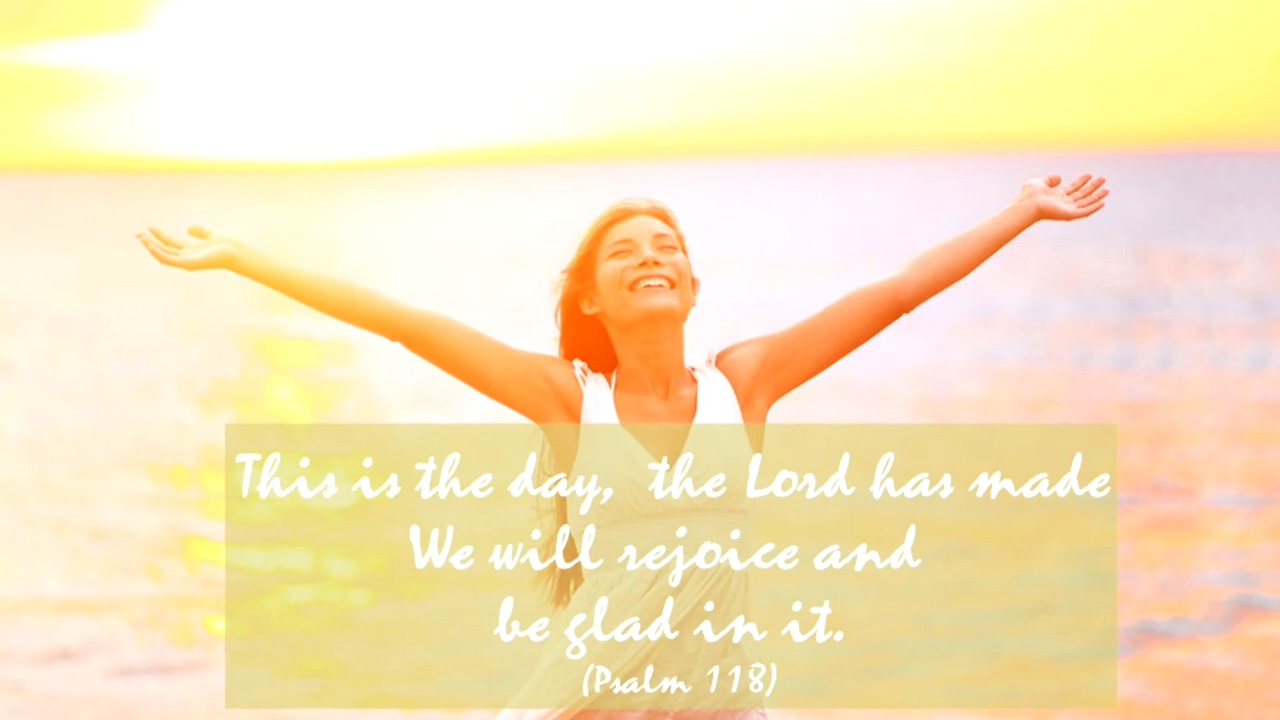 This is the day, the Lord has made
We will rejoice and
be glad in it.
(Psalm 118)